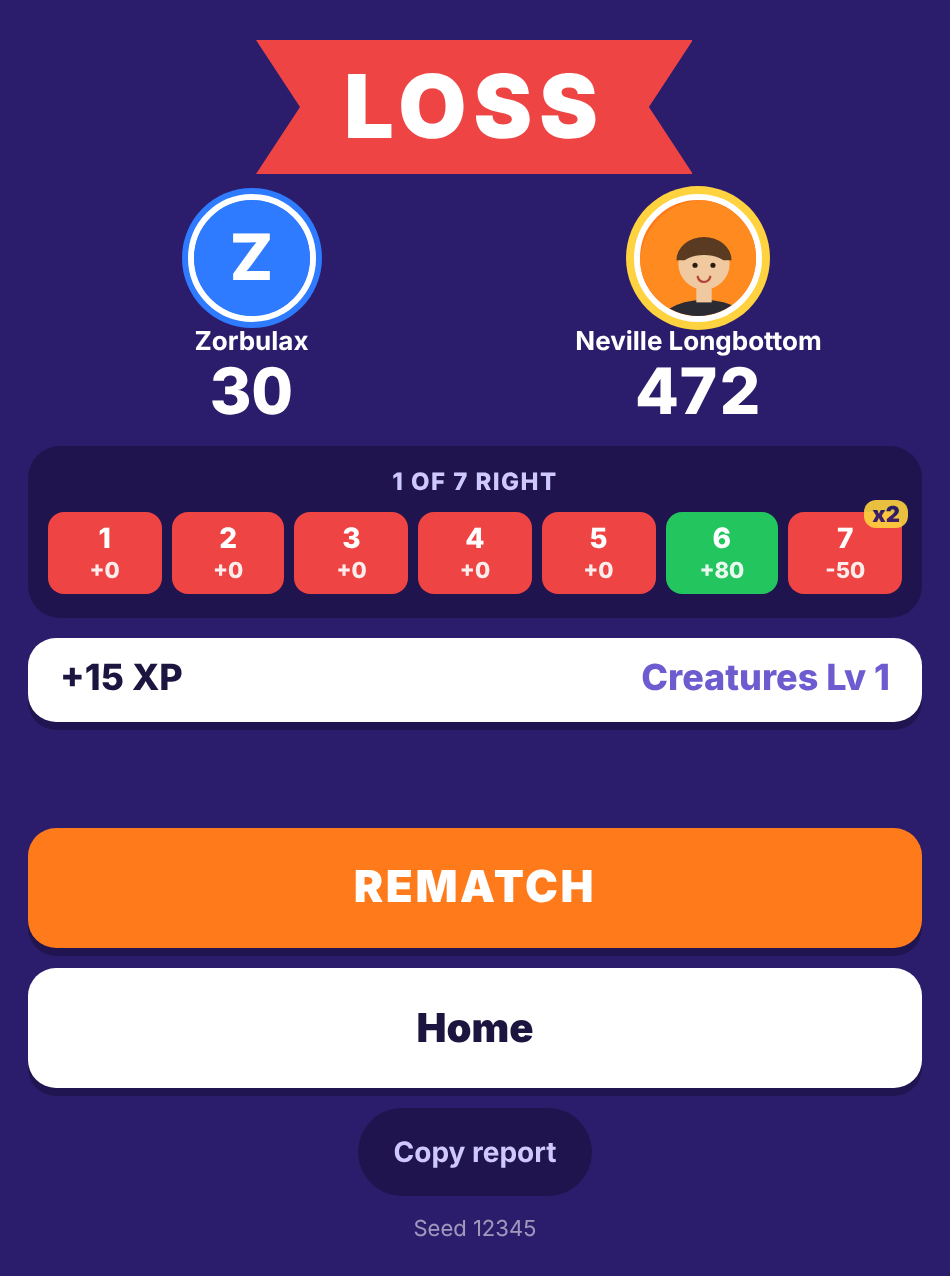 LOSS
Z
Zorbulax
Neville Longbottom
30
472
1 OF 7 RIGHT
x2
1
2
3
4
5
6
7
+0
+0
+0
+0
+0
+80
-50
+15 XP
Creatures Lv 1
REMATCH
Home
Copy report
Seed 12345